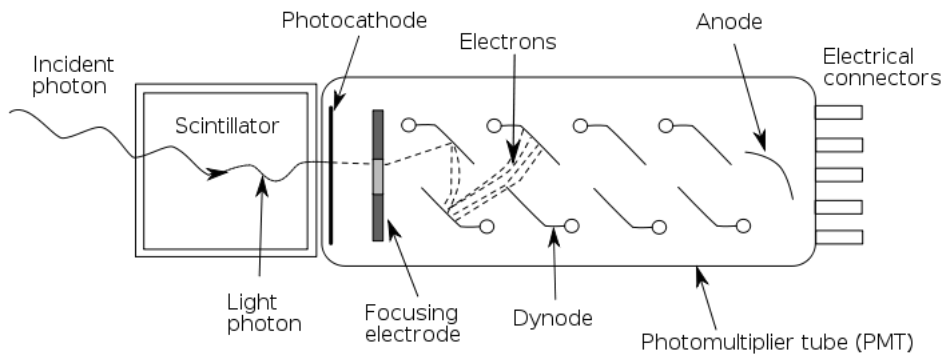 Photocathode
Anode
Electrons
Electrical
connectors
Incident
photon
Scintillator
Light
photon
Focusing
electrode
Dynode
Photomultiplier tube (PMT)